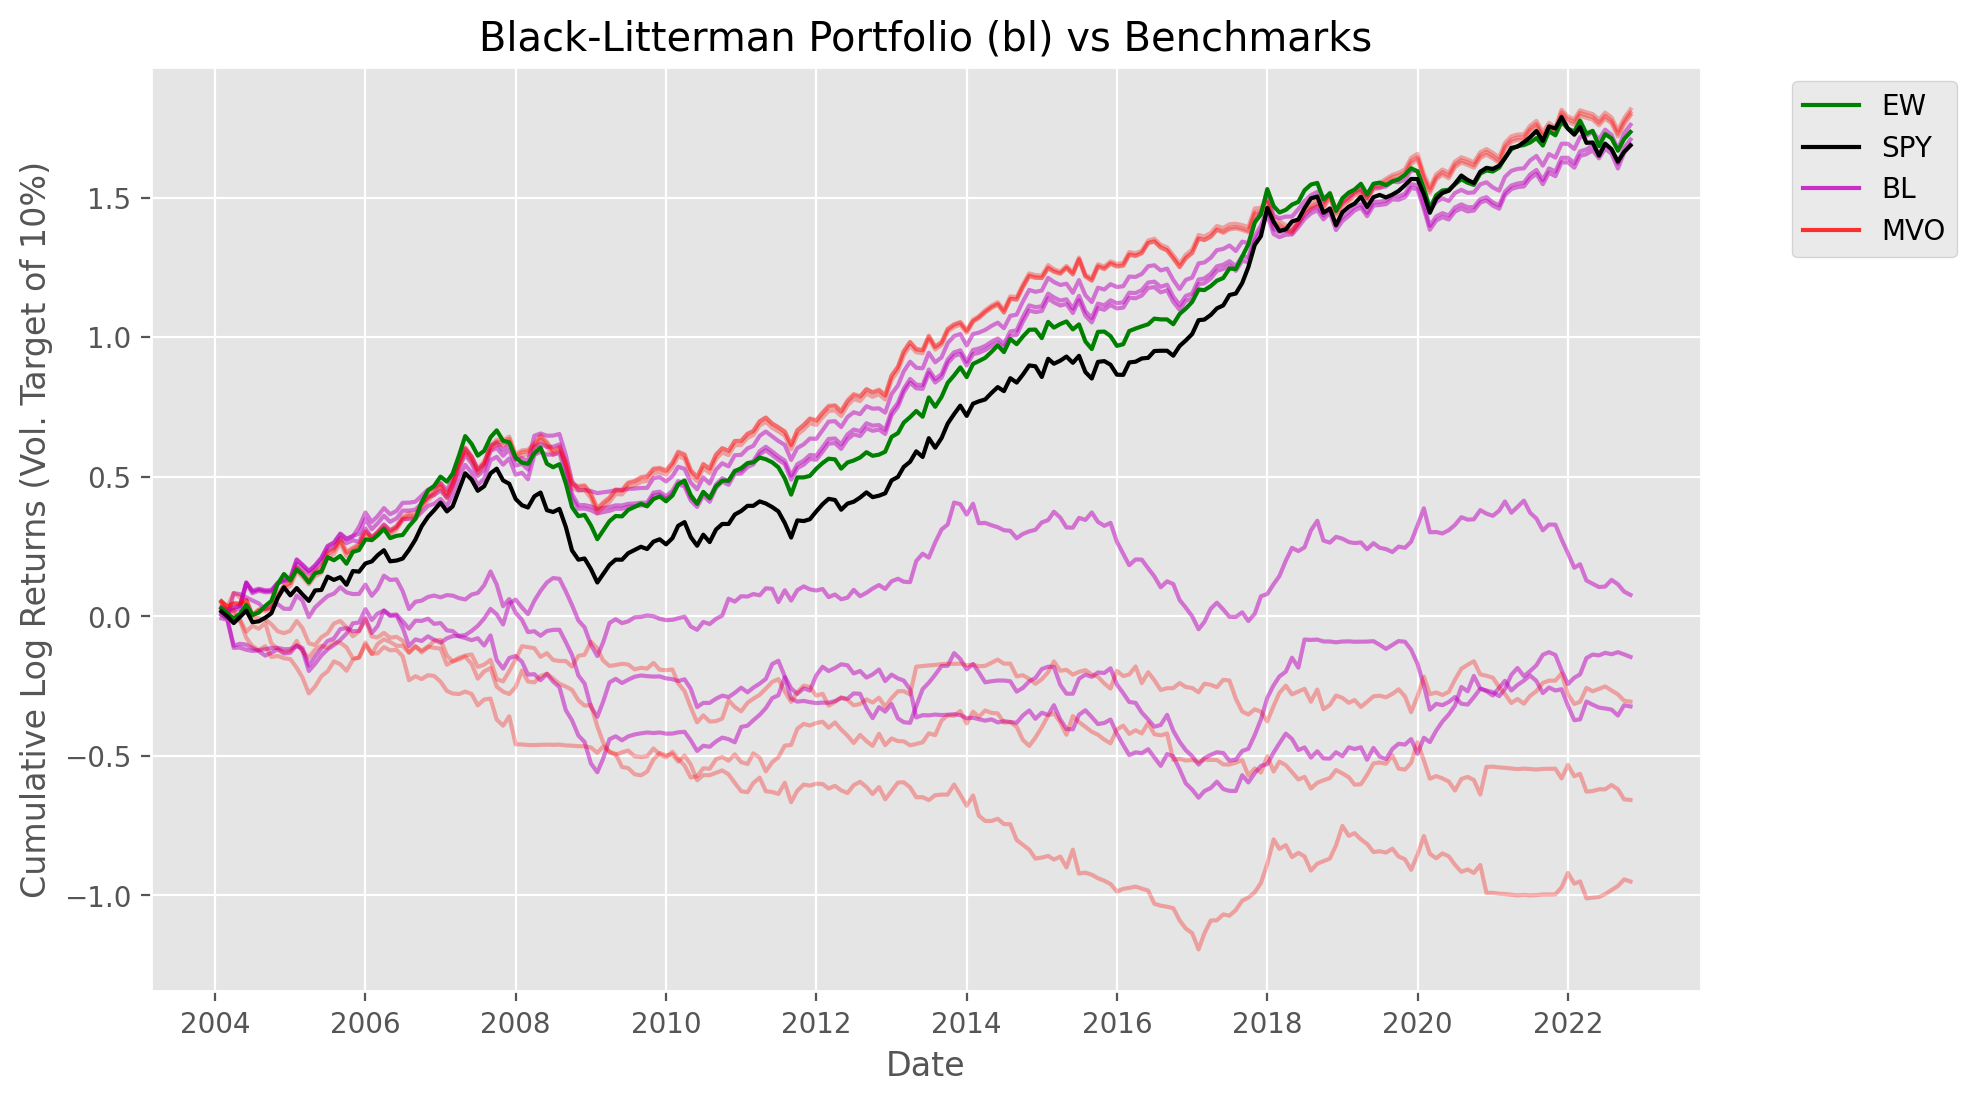 Black-Litterman Portfolio (bl) vs Benchmarks
Cumulative Log Returns (Vol. Target of 10%)
1.5
1.0
0.5
0.0
−0.5
−1.0
2004 2006 2008 2010 2012 2014 2016 2018 2020 2022
Date
EW
SPY
BL
MVO